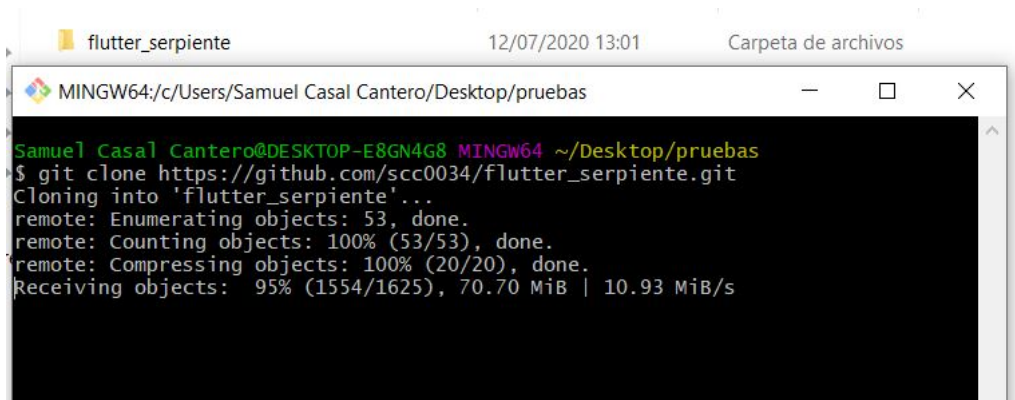 flutter_serpiente 12/07/2020 13:01 Carpeta de archivos
MINGW64:/c/Users/Samuel Casal Cantero/Desktop/pruebas
Samuel Casal Cantero@DESKTOP-E8GN4G8 MINGW64 ~/Desktop/pruebas
$ git clone https://github.com/scc0034/flutter_serpiente.git
Cloning into 'flutter_serpiente'...
remote: Enumerating objects: 53, done.
remote: Counting objects: 100% (53/53), done.
remote: Compressing objects: 100% (20/20), done.
Receiving objects:  95% (1554/1625), 70.70 MiB | 10.93 MiB/s